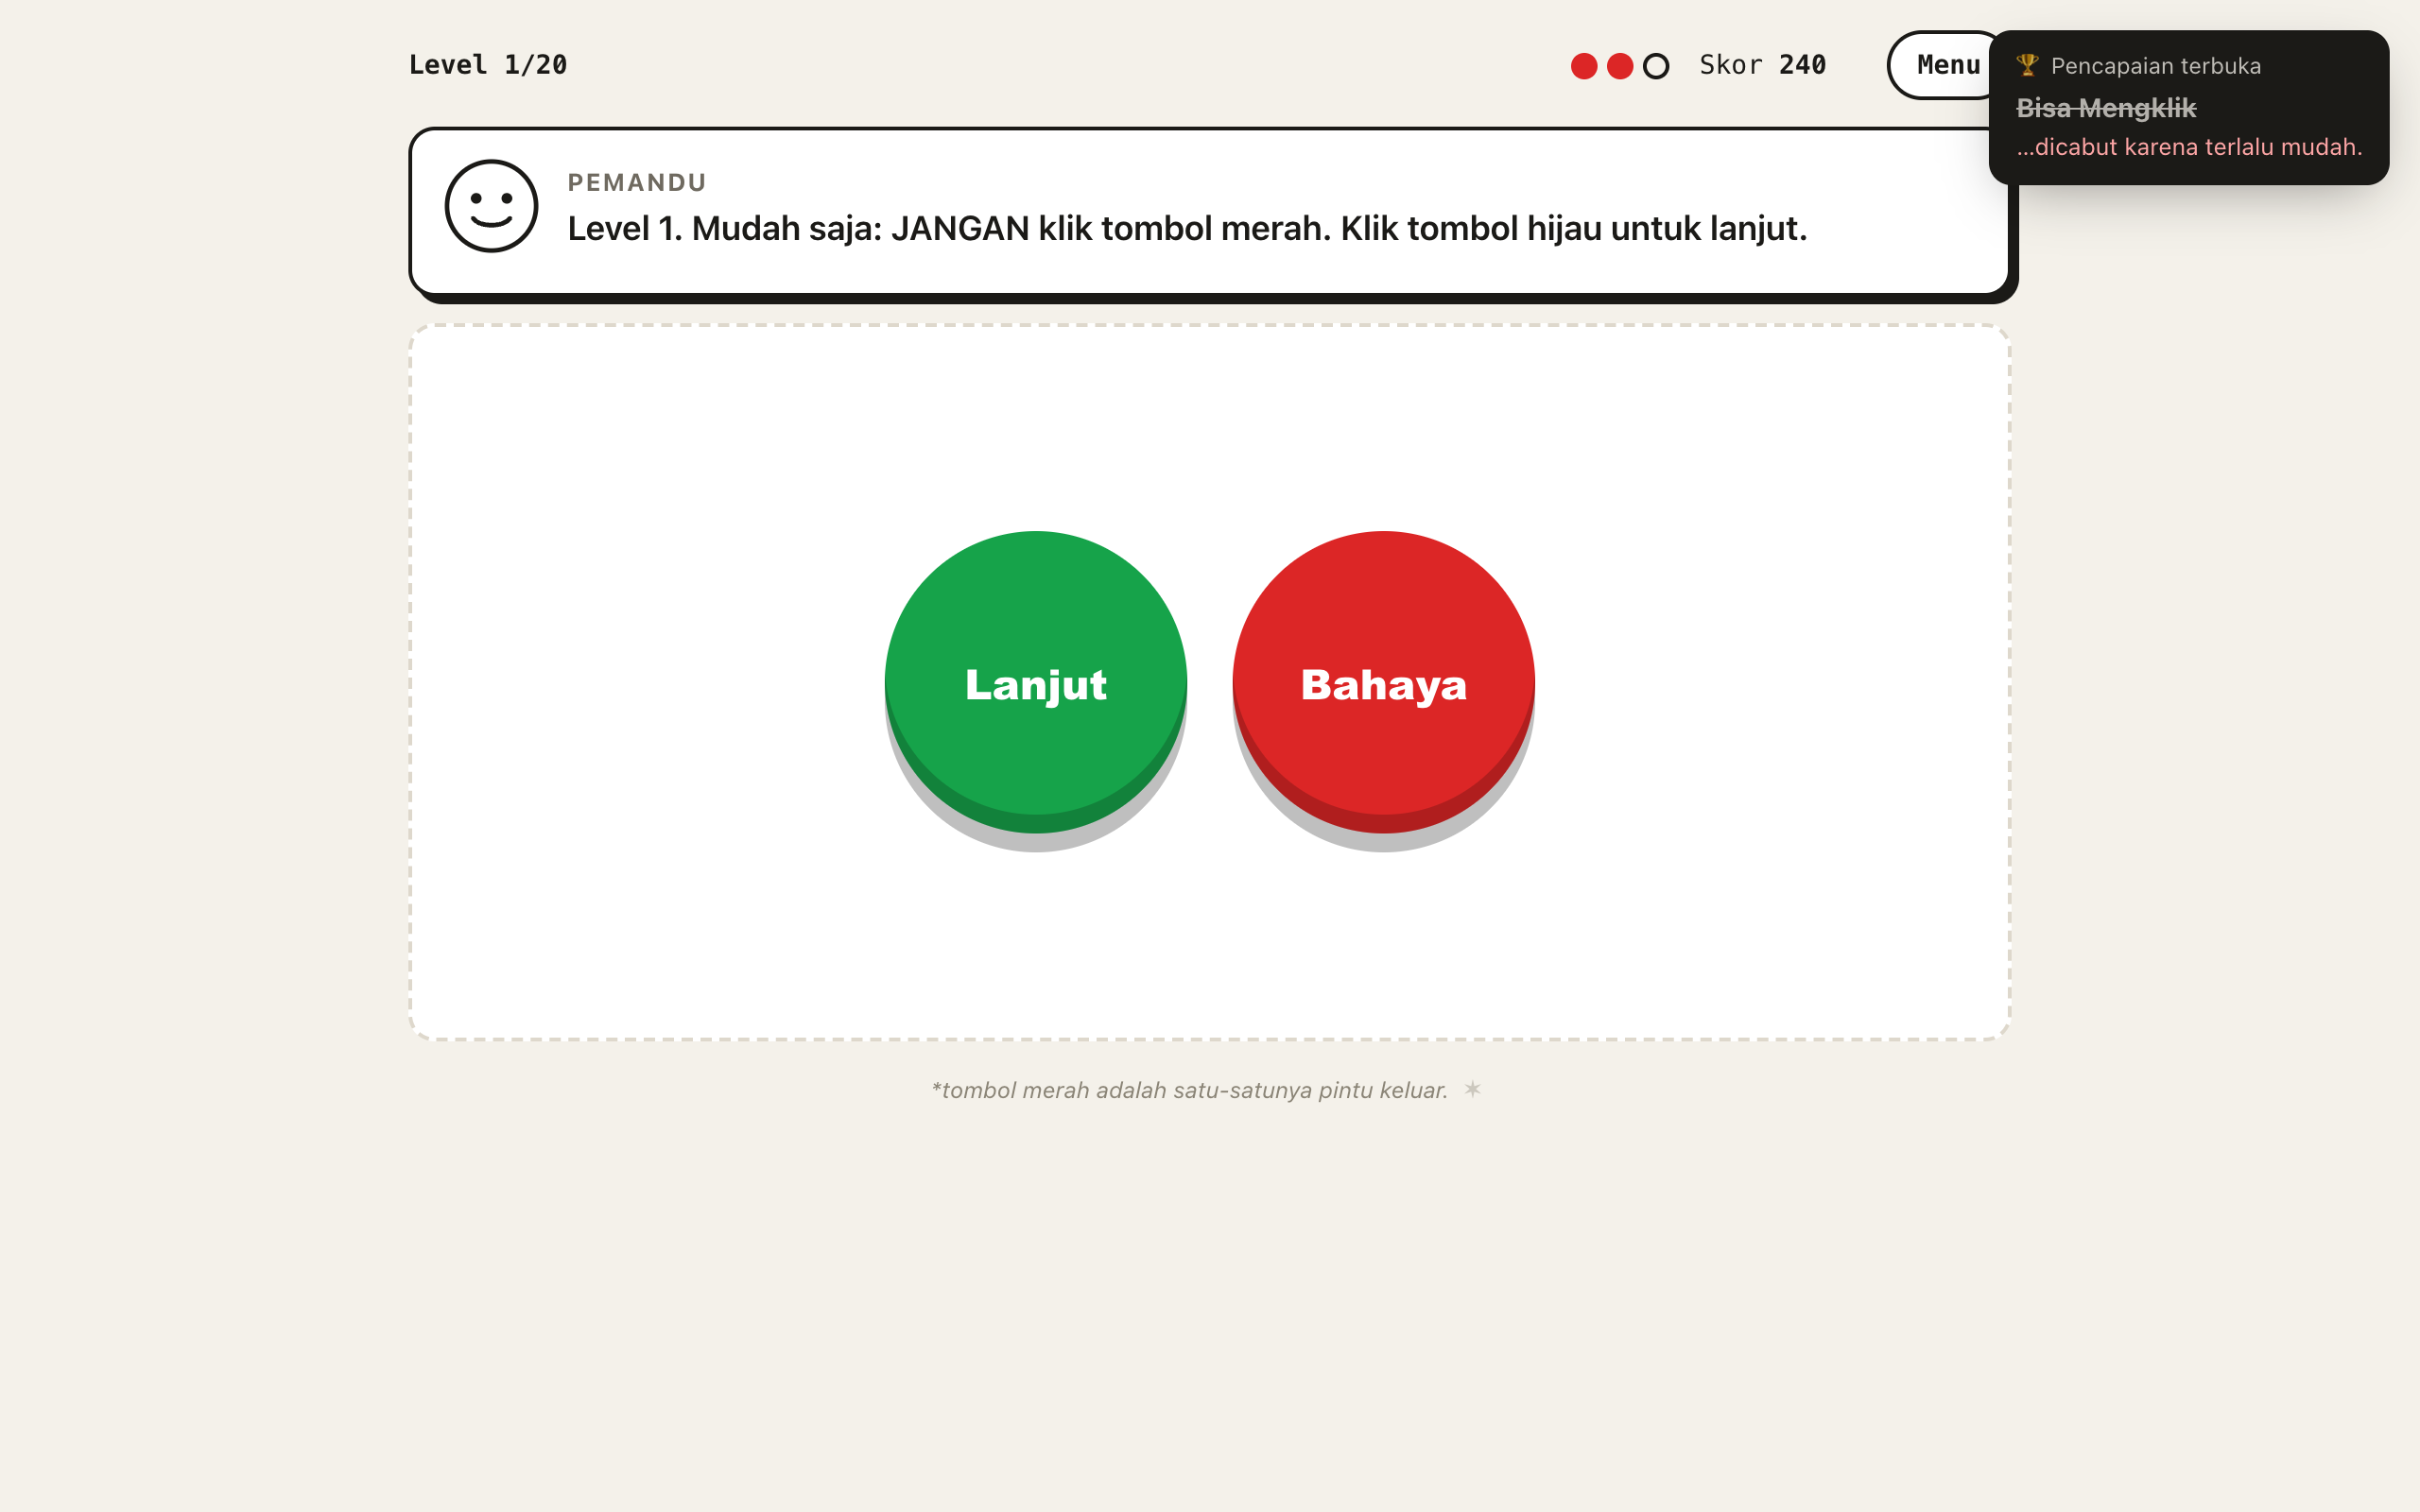 Level 1/20
Skor 240
Menu
🏆 Pencapaian terbuka
Bisa Mengklik
...dicabut karena terlalu mudah.
PEMANDU
Level 1. Mudah saja: JANGAN klik tombol merah. Klik tombol hijau untuk lanjut.
Lanjut
Bahaya
*tombol merah adalah satu-satunya pintu keluar. ✶